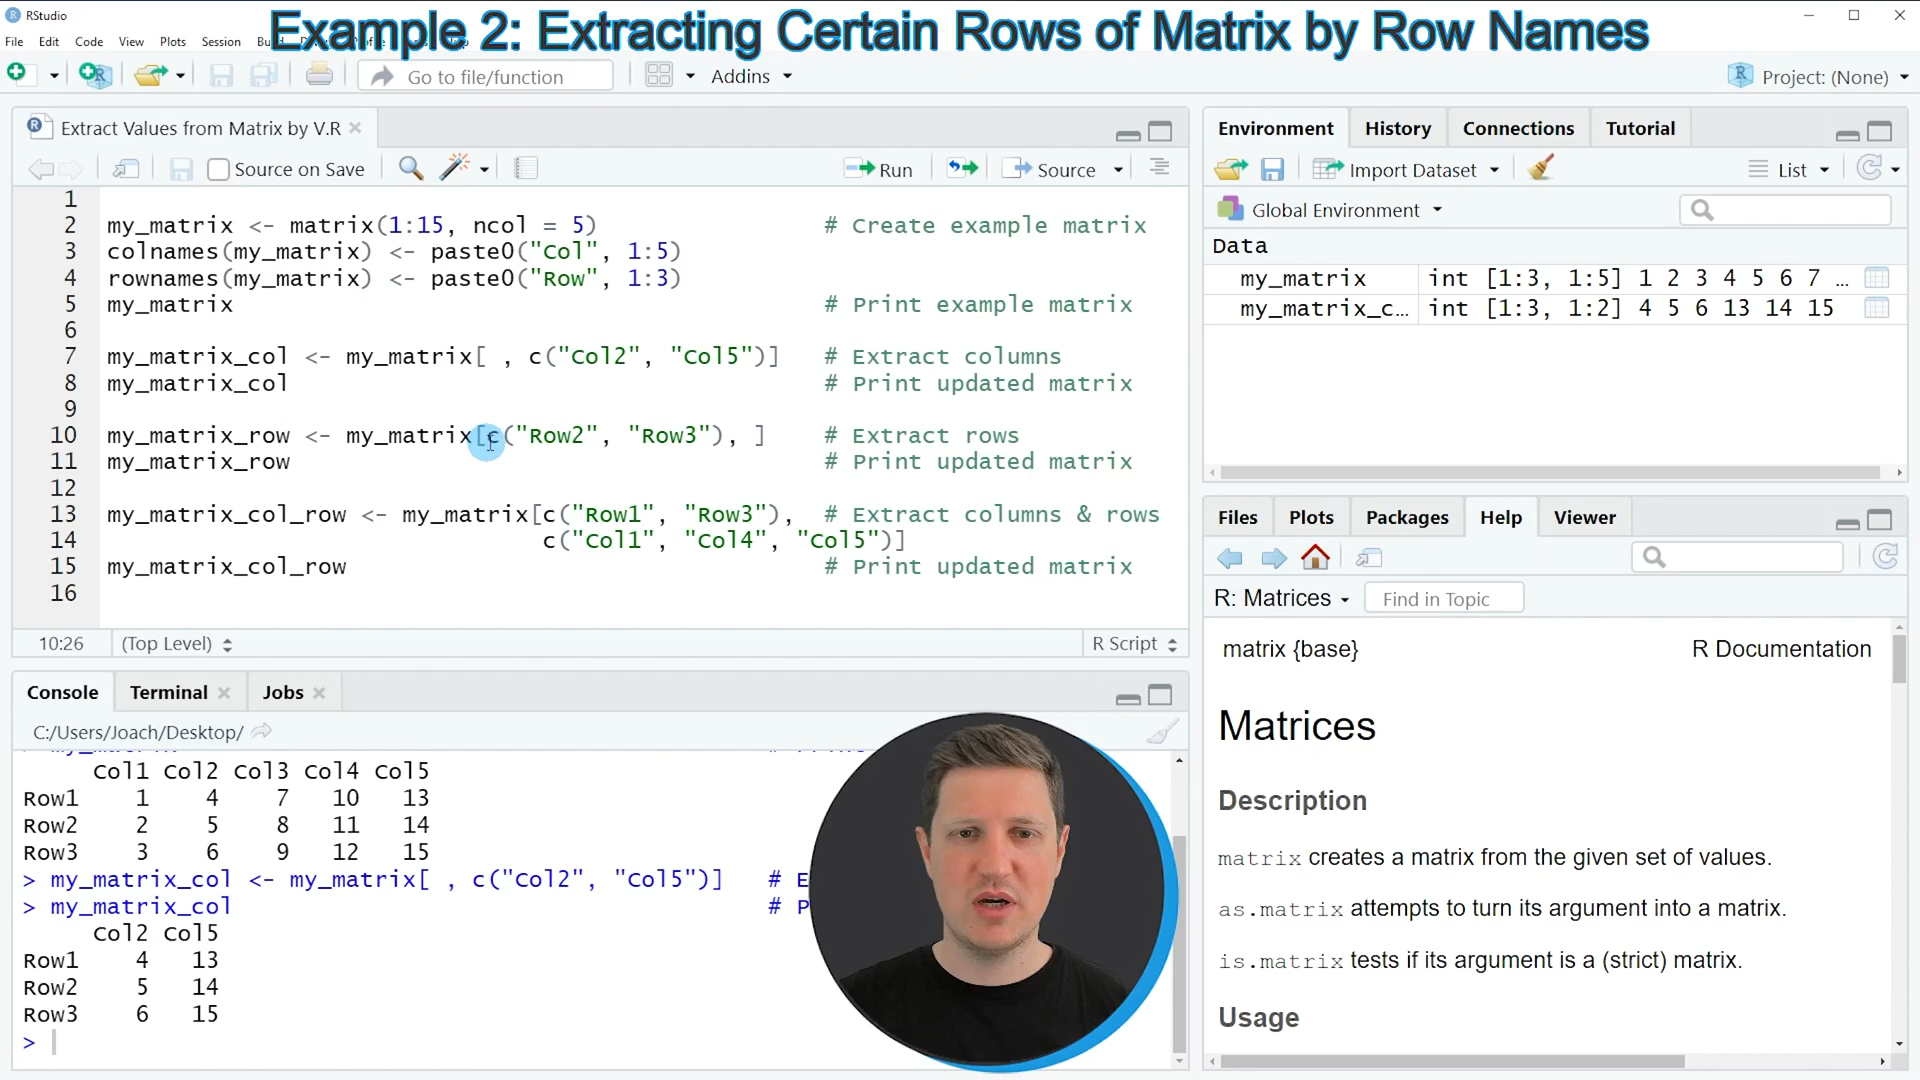 RStudio
Example 2: Extracting Certain Rows of Matrix by Row Names
File Edit Code View Plots Session
Go to file/function
Addins
Project: (None)
Extract Values from Matrix by V.R
Source on Save
Run
Source
1
2 my_matrix <- matrix(1:15, ncol = 5) # Create example matrix
3 colnames(my_matrix) <- paste0("Col", 1:5)
4 rownames(my_matrix) <- paste0("Row", 1:3)
5 my_matrix # Print example matrix
6
7 my_matrix_col <- my_matrix[ , c("Col2", "Col5")] # Extract columns
8 my_matrix_col # Print updated matrix
9
10 my_matrix_row <- my_matrix[c("Row2", "Row3"), ] # Extract rows
11 my_matrix_row # Print updated matrix
12
13 my_matrix_col_row <- my_matrix[c("Row1", "Row3"), # Extract columns & rows
14 c("Col1", "Col4", "Col5")]
15 my_matrix_col_row # Print updated matrix
16
10:26 (Top Level) R Script
Console Terminal Jobs
C:/Users/Joach/Desktop/
Col1 Col2 Col3 Col4 Col5
Row1 1 4 7 10 13
Row2 2 5 8 11 14
Row3 3 6 9 12 15
> my_matrix_col <- my_matrix[ , c("Col2", "Col5")] # E
> my_matrix_col # P
Col2 Col5
Row1 4 13
Row2 5 14
Row3 6 15
>
Environment History Connections Tutorial
Import Dataset
List
Global Environment
Data
my_matrix int [1:3, 1:5] 1 2 3 4 5 6 7 ...
my_matrix_c... int [1:3, 1:2] 4 5 6 13 14 15
Files Plots Packages Help Viewer
R: Matrices
Find in Topic
matrix {base} R Documentation
Matrices
Description
matrix creates a matrix from the given set of values.
as.matrix attempts to turn its argument into a matrix.
is.matrix tests if its argument is a (strict) matrix.
Usage